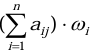 (∑_{i=1}^{n} a_{ij}) · ω_i